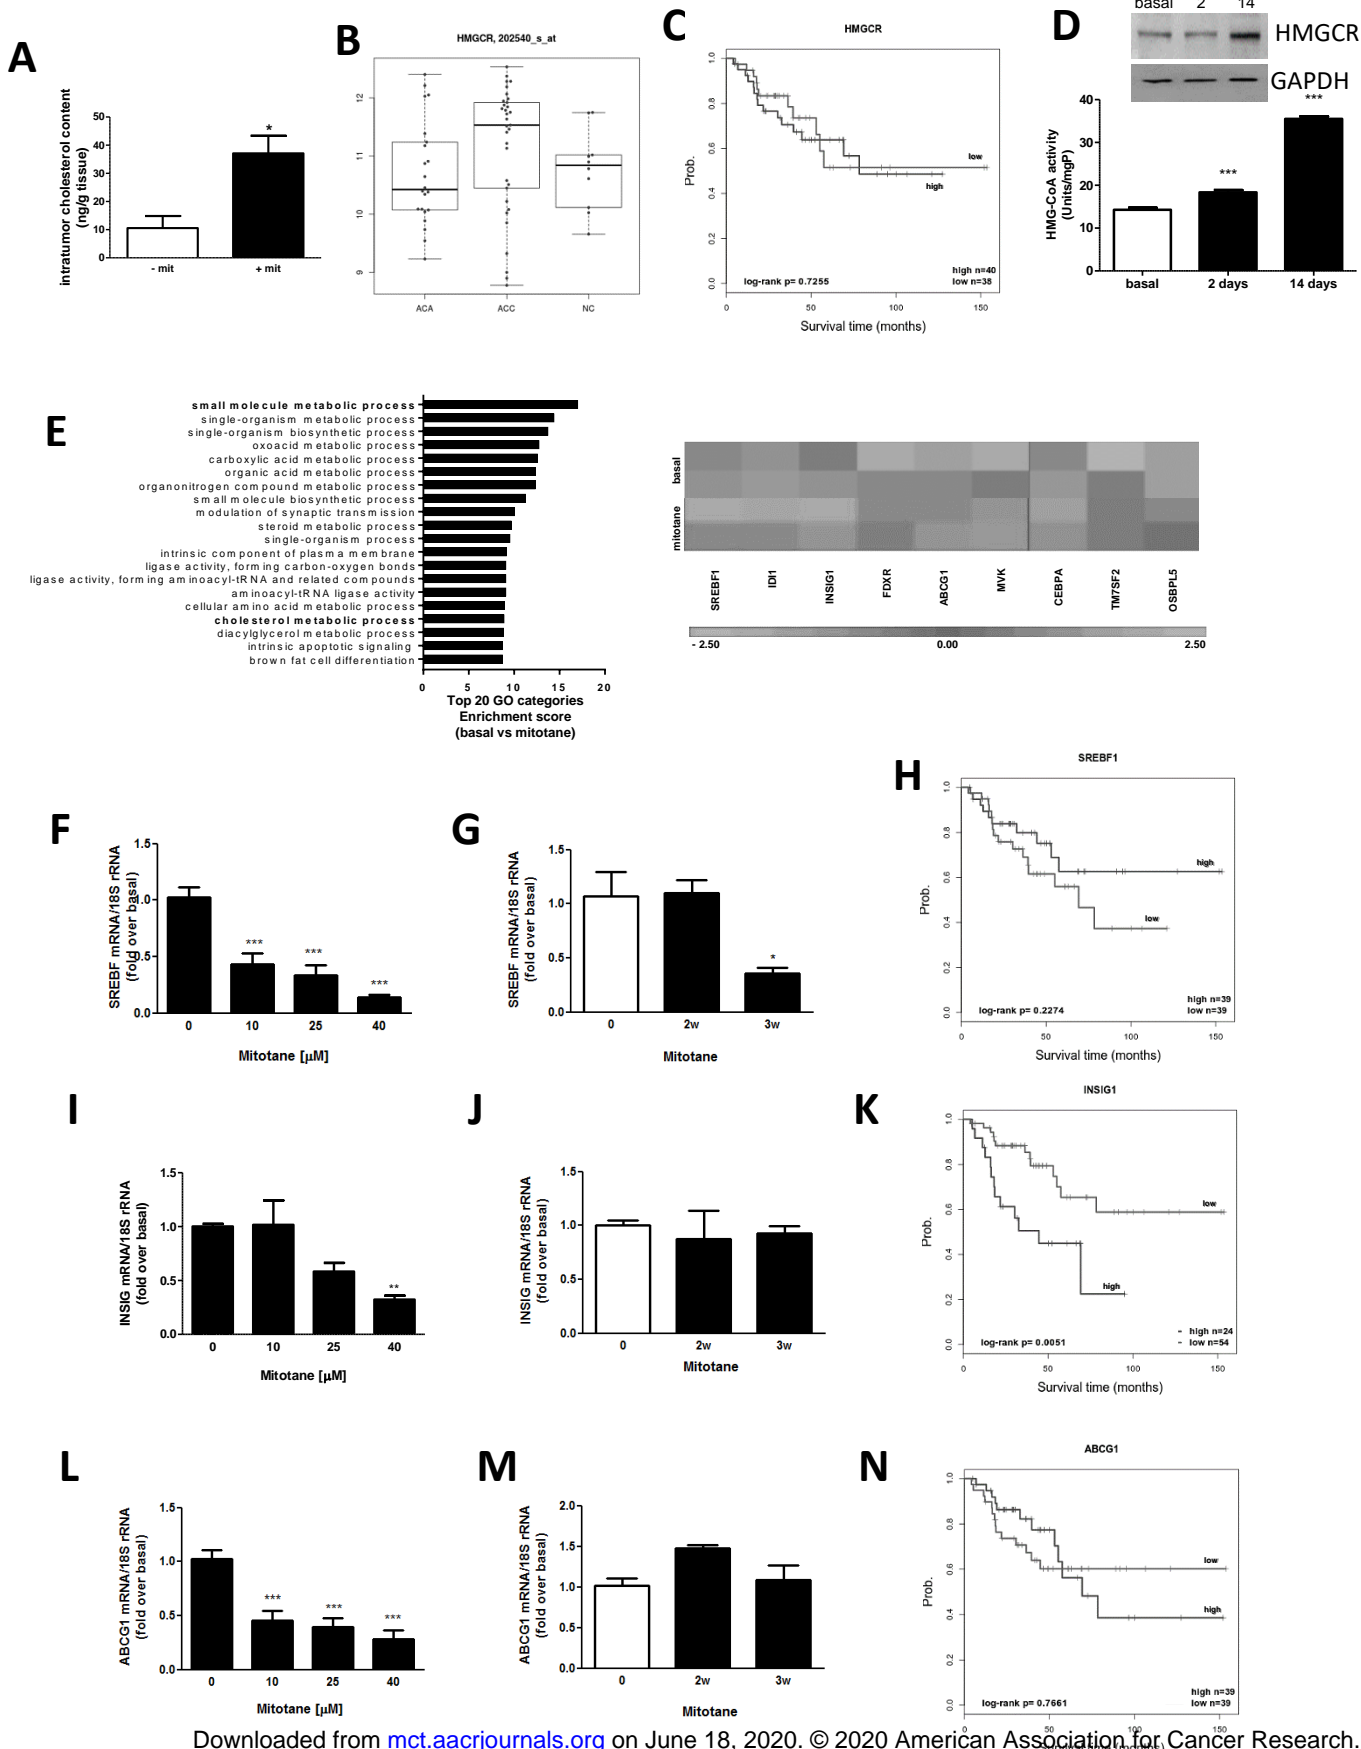 A
intratumor cholesterol content
(ng/g tissue)
50
40
30
20
10
0
*
- mit
+ mit
B
HMGCR, 202540_s_at
12
11
10
9
ACA
ACC
NC
C
HMGCR
Prob.
1.0
0.8
0.6
0.4
0.2
0.0
low
high
log-rank p= 0.7255
high n=40
low n=38
0
50
100
150
Survival time (months)
D
basal 2 14
HMGCR
GAPDH
HMG-CoA activity
(Units/mgP)
40
30
20
10
0
***
***
basal
2 days
14 days
E
small molecule metabolic process
single-organism metabolic process
single-organism biosynthetic process
oxoacid metabolic process
carboxylic acid metabolic process
organic acid metabolic process
organonitrogen compound metabolic process
small molecule biosynthetic process
modulation of synaptic transmission
steroid metabolic process
single-organism process
intrinsic component of plasma membrane
ligase activity, forming carbon-oxygen bonds
ligase activity, forming aminoacyl-tRNA and related compounds
aminoacyl-tRNA ligase activity
cellular amino acid metabolic process
cholesterol metabolic process
diacylglycerol metabolic process
intrinsic apoptotic signaling
brown fat cell differentiation
0 5 10 15 20
Top 20 GO categories
Enrichment score
(basal vs mitotane)
basal
mitotane
SREBF1
IDI1
INSIG1
FDXR
ABCG1
MVK
CEBPA
TM7SF2
OSBPL5
- 2.50 0.00 2.50
F
SREBF mRNA/18S rRNA
(fold over basal)
1.5
1.0
0.5
0.0
***
***
***
0 10 25 40
Mitotane [µM]
G
SREBF mRNA/18S rRNA
(fold over basal)
1.5
1.0
0.5
0.0
*
0 2w 3w
Mitotane
H
SREBF1
Prob.
1.0
0.8
0.6
0.4
0.2
0.0
high
low
log-rank p= 0.2274
high n=39
low n=39
0 50 100 150
Survival time (months)
I
INSIG mRNA/18S rRNA
(fold over basal)
1.5
1.0
0.5
0.0
**
0 10 25 40
Mitotane [µM]
J
INSIG mRNA/18S rRNA
(fold over basal)
1.5
1.0
0.5
0.0
0 2w 3w
Mitotane
K
INSIG1
Prob.
1.0
0.8
0.6
0.4
0.2
0.0
low
high
log-rank p= 0.0051
- high n=24
- low n=54
0 50 100 150
Survival time (months)
L
ABCG1 mRNA/18S rRNA
(fold over basal)
1.5
1.0
0.5
0.0
***
***
***
0 10 25 40
Mitotane [µM]
M
ABCG1 mRNA/18S rRNA
(fold over basal)
2.0
1.5
1.0
0.5
0.0
0 2w 3w
Mitotane
N
ABCG1
Prob.
1.0
0.8
0.6
0.4
0.2
0.0
low
high
log-rank p= 0.7661
high n=39
low n=39
0 50 100 150
Survival time (months)
Downloaded from mct.aacrjournals.org on June 18, 2020. © 2020 American Association for Cancer Research.